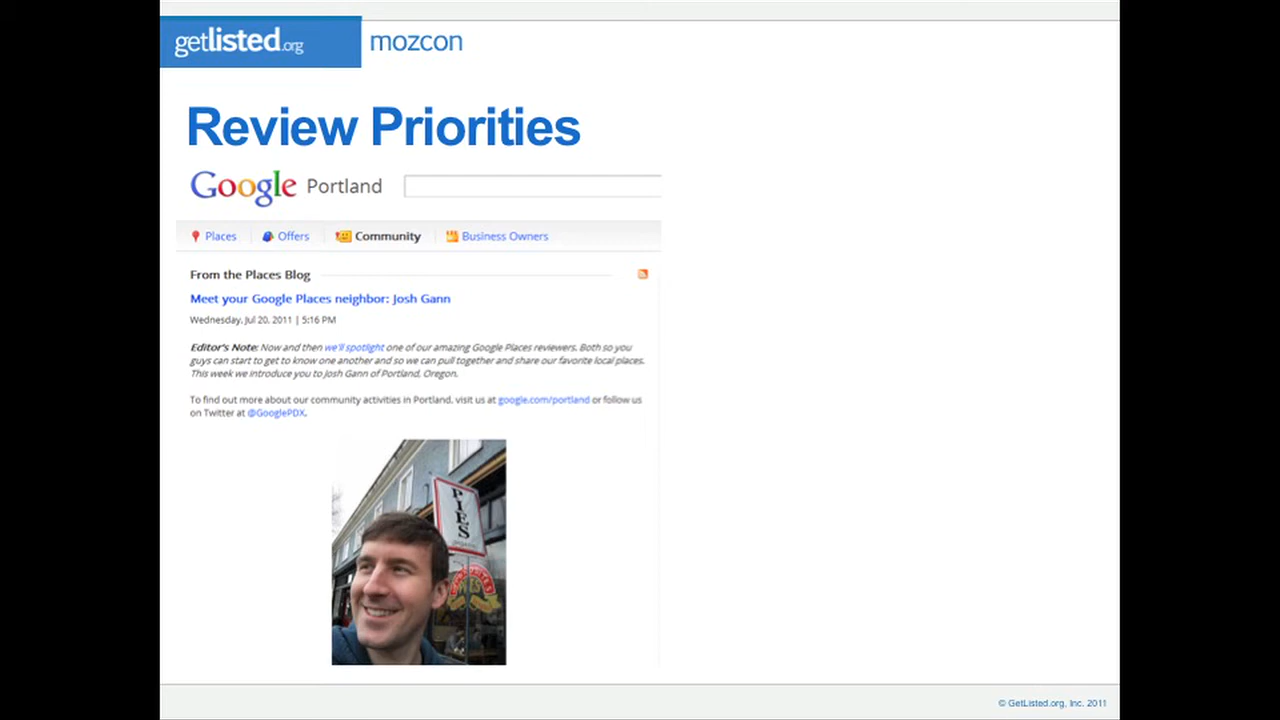 getlisted.org mozcon
Review Priorities
Google Portland
Places Offers Community Business Owners
From the Places Blog
Meet your Google Places neighbor: Josh Gann
Wednesday, Jul 20, 2011 | 5:16 PM
Editor's Note: Now and then we'll spotlight one of our amazing Google Places reviewers. Both so you
guys can start to get to know one another and so we can pull together and share our favorite local places.
This week we introduce you to Josh Gann of Portland, Oregon.
To find out more about our community activities in Portland, visit us at google.com/portland or follow us
on Twitter at @GooglePDX.
PIES
© GetListed.org, Inc. 2011